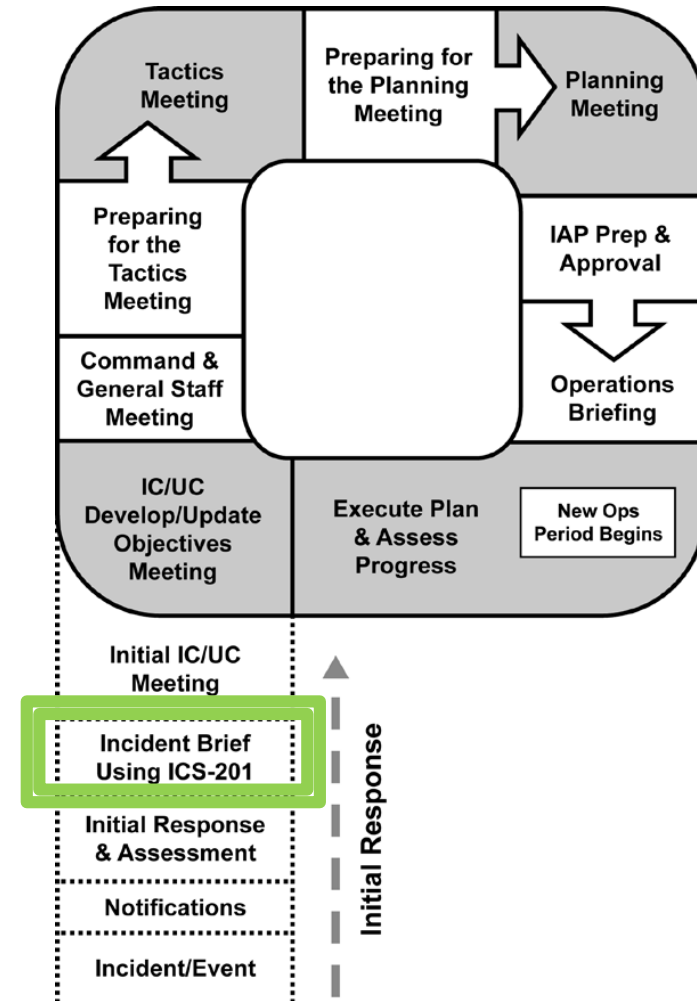 Tactics
Meeting
Preparing for
the Planning
Meeting
Planning
Meeting
Preparing
for the
Tactics
Meeting
IAP Prep &
Approval
Command &
General Staff
Meeting
Operations
Briefing
IC/UC
Develop/Update
Objectives
Meeting
Execute Plan
& Assess
Progress
New Ops
Period Begins
Initial IC/UC
Meeting
Incident Brief
Using ICS-201
Initial Response
& Assessment
Notifications
Incident/Event
Initial Response